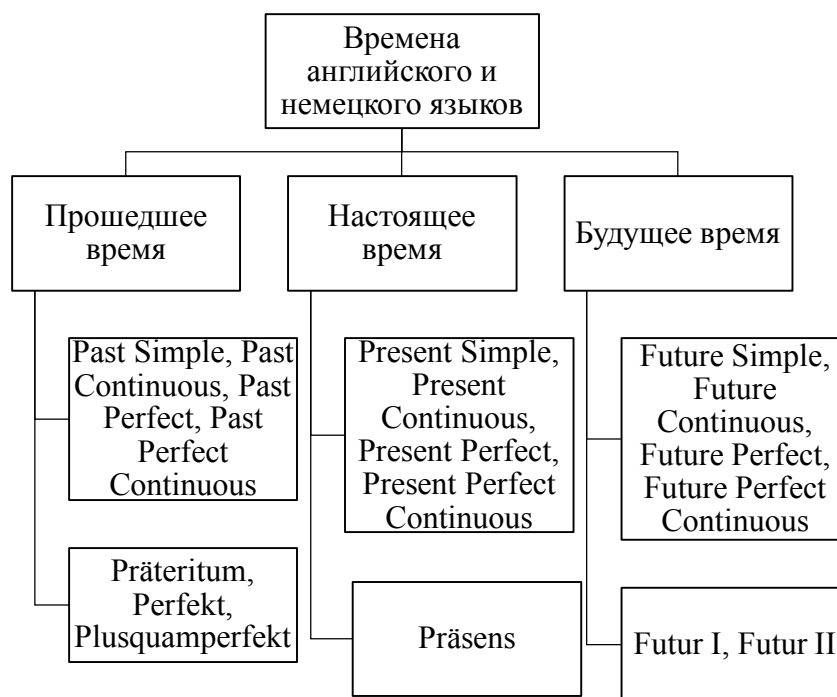 Времена
английского и
немецкого языков
Прошедшее
время
Настоящее
время
Будущее время
Past Simple, Past
Continuous, Past
Perfect, Past
Perfect
Continuous
Present Simple,
Present
Continuous,
Present Perfect,
Present Perfect
Continuous
Future Simple,
Future
Continuous,
Future Perfect,
Future Perfect
Continuous
Präteritum,
Perfekt,
Plusquamperfekt
Präsens
Futur I, Futur II